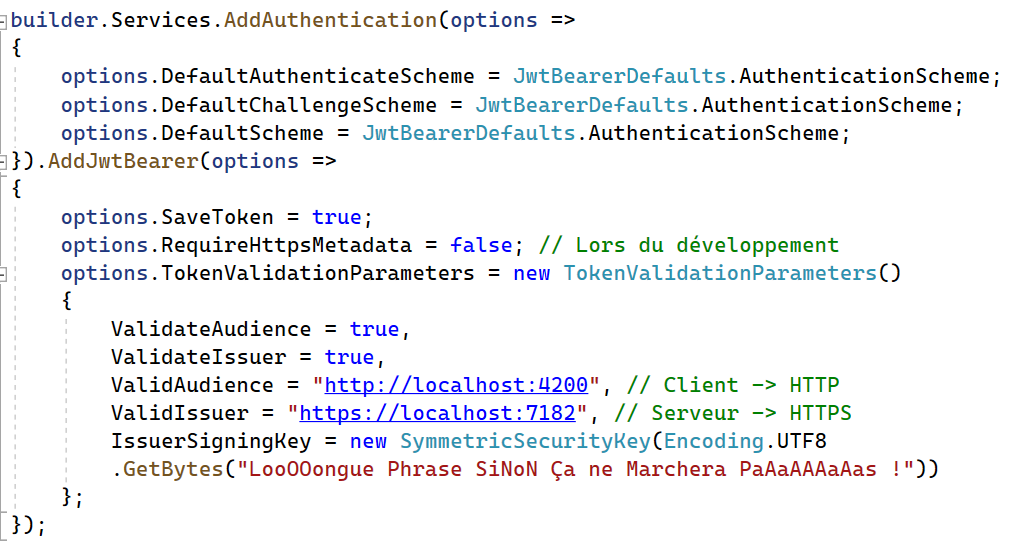 builder.Services.AddAuthentication(options =>
{
    options.DefaultAuthenticateScheme = JwtBearerDefaults.AuthenticationScheme;
    options.DefaultChallengeScheme = JwtBearerDefaults.AuthenticationScheme;
    options.DefaultScheme = JwtBearerDefaults.AuthenticationScheme;
}).AddJwtBearer(options =>
{
    options.SaveToken = true;
    options.RequireHttpsMetadata = false; // Lors du développement
    options.TokenValidationParameters = new TokenValidationParameters()
    {
        ValidateAudience = true,
        ValidateIssuer = true,
        ValidAudience = "http://localhost:4200", // Client -> HTTP
        ValidIssuer = "https://localhost:7182", // Serveur -> HTTPS
        IssuerSigningKey = new SymmetricSecurityKey(Encoding.UTF8
        .GetBytes("LooOOongue Phrase SiNoN Ça ne Marchera PaAaAAAaAas !"))
    };
});